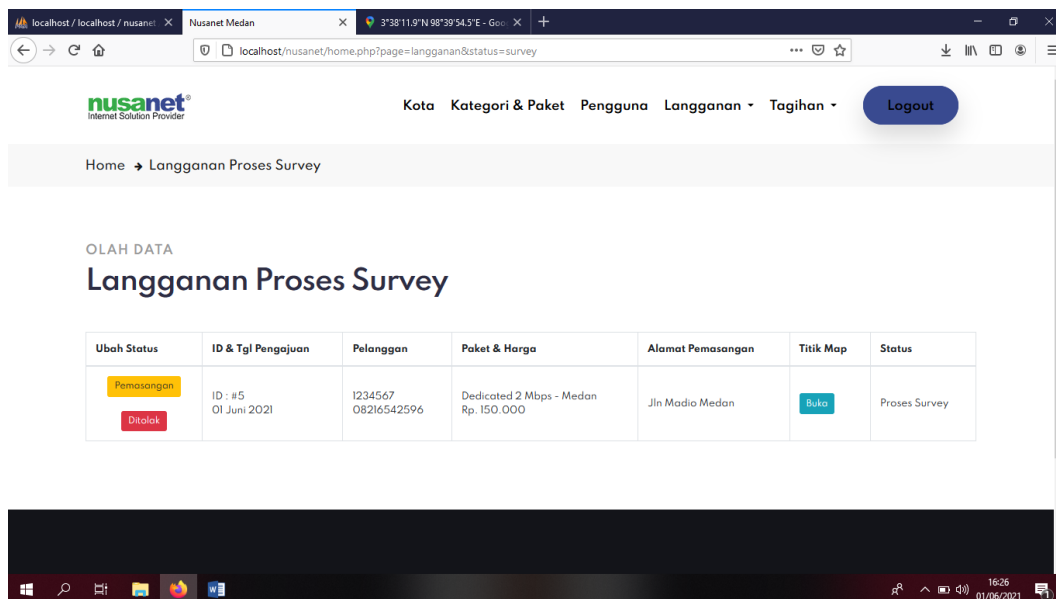 localhost / localhost / nusanet
Nusanet Medan
3°38'11.9"N 98°39'54.5"E - Goo
localhost/nusanet/home.php?page=langganan&status=survey
nusanet®
Internet Solution Provider
Kota Kategori & Paket Pengguna Langganan Tagihan Logout
Home → Langganan Proses Survey
OLAH DATA
Langganan Proses Survey
Ubah Status ID & Tgl Pengajuan Pelanggan Paket & Harga Alamat Pemasangan Titik Map Status
Pemasangan
Ditolak
ID : #5
01 Juni 2021
1234567
08216542596
Dedicated 2 Mbps - Medan
Rp. 150.000
Jln Madio Medan
Buka
Proses Survey
16:26
01/06/2021